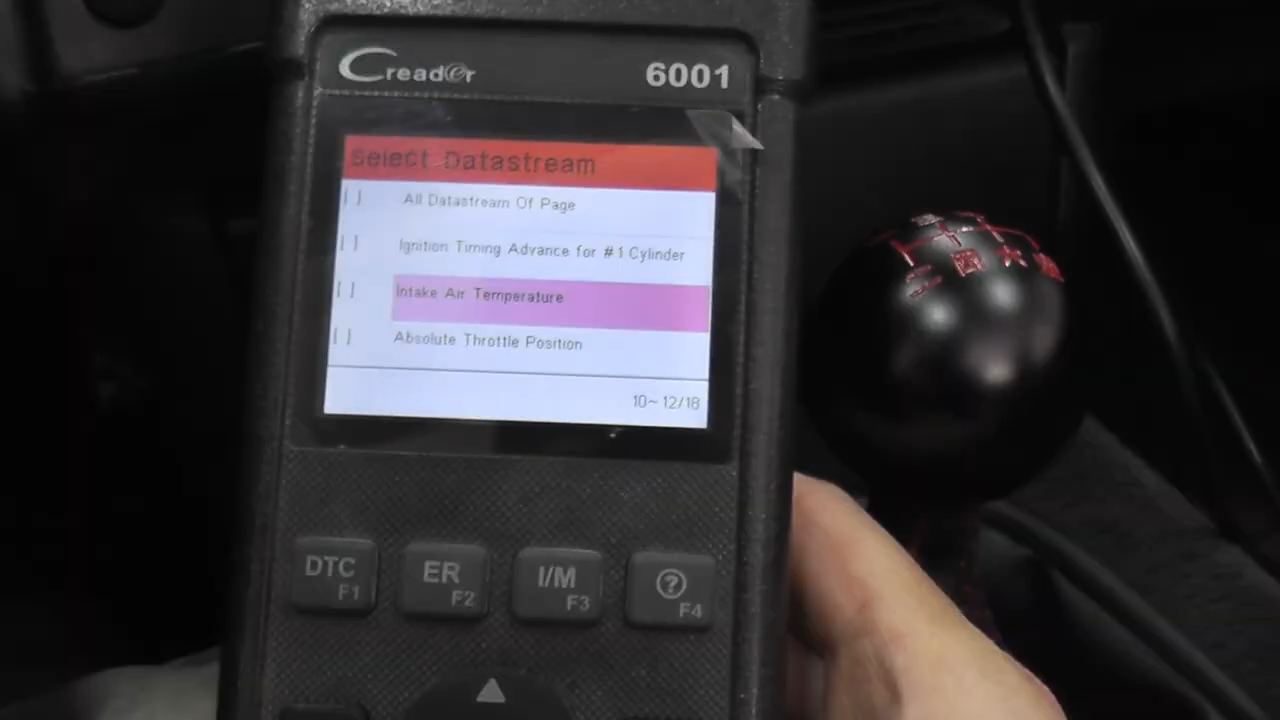 Creader 6001
Select Datastream
[ ] All Datastream Of Page
[ ] Ignition Timing Advance for #1 Cylinder
[ ] Intake Air Temperature
[ ] Absolute Throttle Position
10~12/18
DTC F1
ER F2
I/M F3
? F4